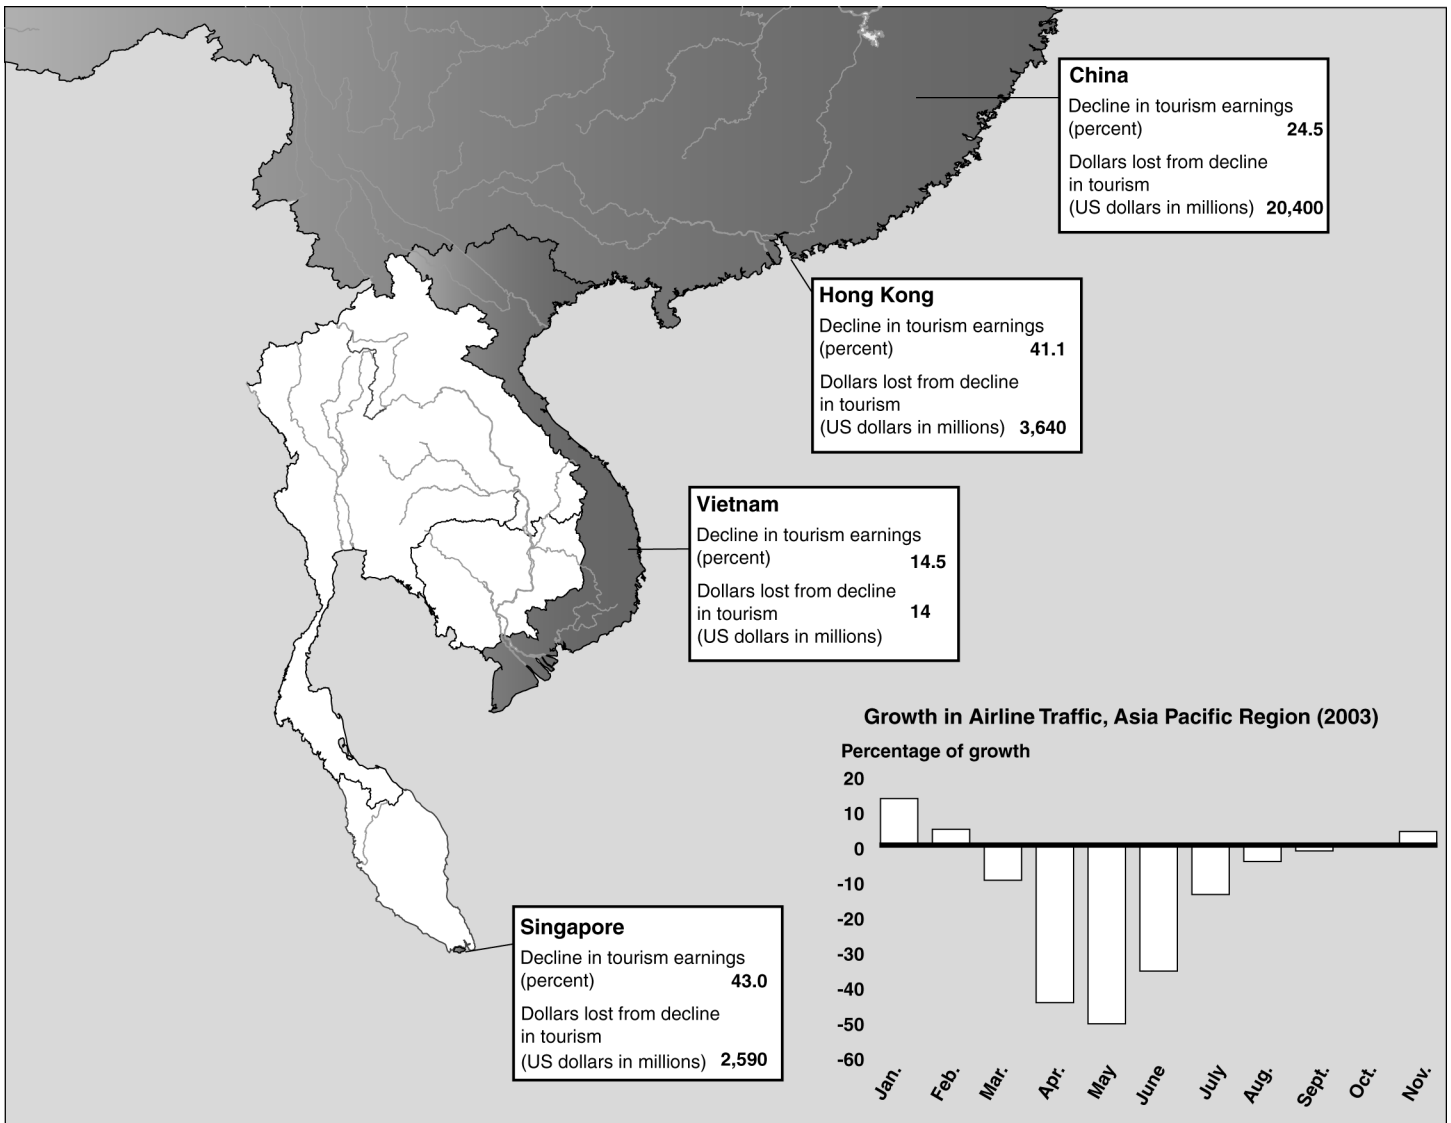 China
Decline in tourism earnings
(percent) 24.5
Dollars lost from decline
in tourism
(US dollars in millions) 20,400
Hong Kong
Decline in tourism earnings
(percent) 41.1
Dollars lost from decline
in tourism
(US dollars in millions) 3,640
Vietnam
Decline in tourism earnings
(percent) 14.5
Dollars lost from decline
in tourism 14
(US dollars in millions)
Singapore
Decline in tourism earnings
(percent) 43.0
Dollars lost from decline
in tourism
(US dollars in millions) 2,590
Growth in Airline Traffic, Asia Pacific Region (2003)
Percentage of growth
20
10
0
-10
-20
-30
-40
-50
-60
Jan. Feb. Mar. Apr. May June July Aug. Sept. Oct. Nov.